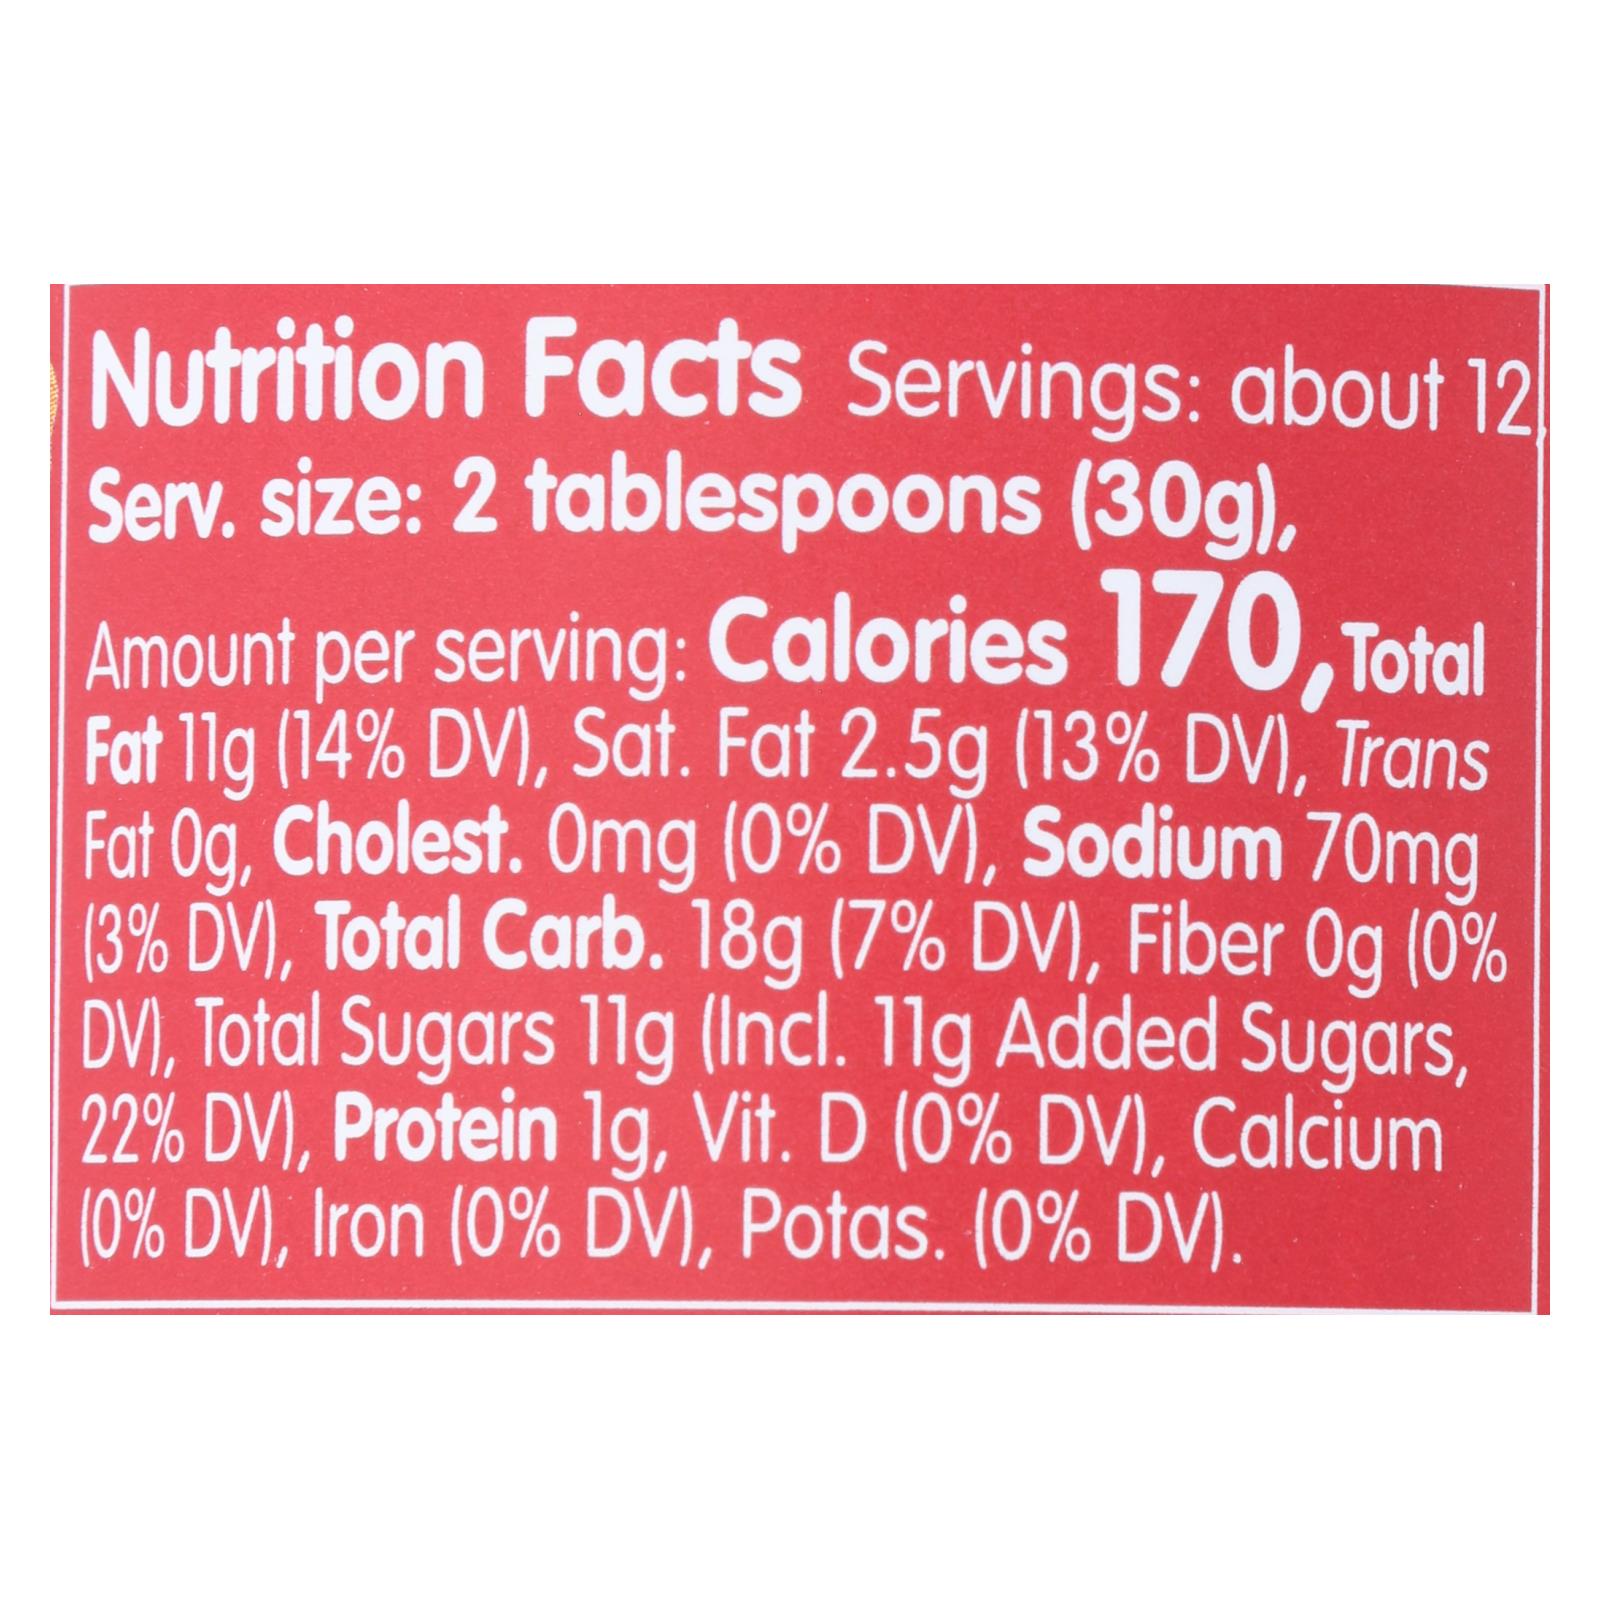 Nutrition Facts Servings: about 12,
Serv. size: 2 tablespoons (30g),
Amount per serving: Calories 170, Total
Fat 11g (14% DV), Sat. Fat 2.5g (13% DV), Trans
Fat 0g, Cholest. 0mg (0% DV), Sodium 70mg
(3% DV), Total Carb. 18g (7% DV), Fiber 0g (0%
DV), Total Sugars 11g (Incl. 11g Added Sugars,
22% DV), Protein 1g, Vit. D (0% DV), Calcium
(0% DV), Iron (0% DV), Potas. (0% DV).